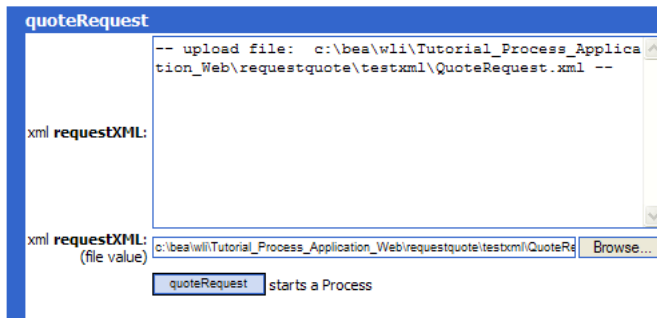 quoteRequest
-- upload file:  c:\bea\wli\Tutorial_Process_Applica
tion_Web\requestquote\testxml\QuoteRequest.xml --
xml requestXML:
xml requestXML:
(file value)
c:\bea\wli\Tutorial_Process_Application_Web\requestquote\testxml\QuoteRe
Browse...
quoteRequest starts a Process